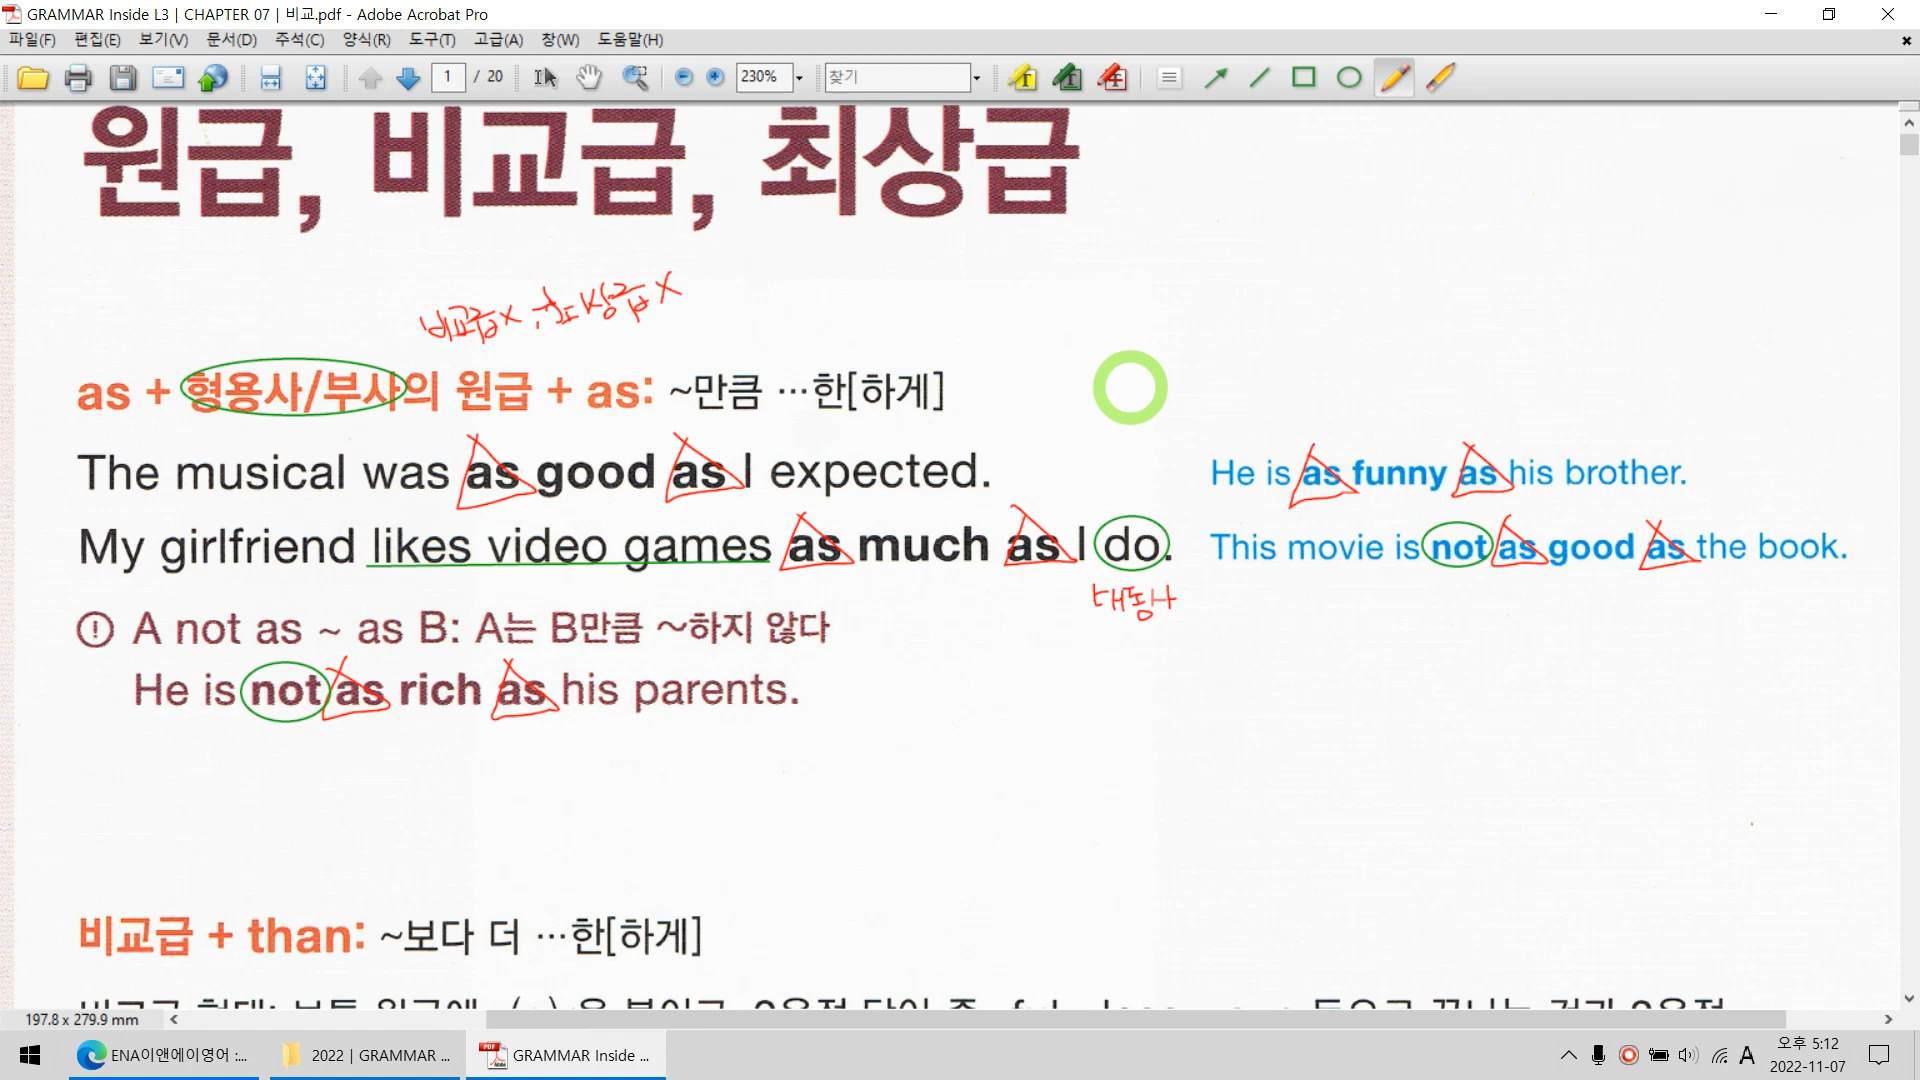 GRAMMAR Inside L3 | CHAPTER 07 | 비교.pdf - Adobe Acrobat Pro
파일(F) 편집(E) 보기(V) 문서(D) 주석(C) 양식(R) 도구(T) 고급(A) 창(W) 도움말(H)
1 / 20 230% 찾기
원급, 비교급, 최상급
비교급X, 최상급X
as + 형용사/부사의 원급 + as: ~만큼 …한[하게]
The musical was as good as I expected.
He is as funny as his brother.
My girlfriend likes video games as much as I do.
This movie is not as good as the book.
대동사
! A not as ~ as B: A는 B만큼 ~하지 않다
He is not as rich as his parents.
비교급 + than: ~보다 더 …한[하게]
197.8 x 279.9 mm
ENA이앤에이영어 :... 2022 | GRAMMAR ... GRAMMAR Inside ...
A 오후 5:12
2022-11-07